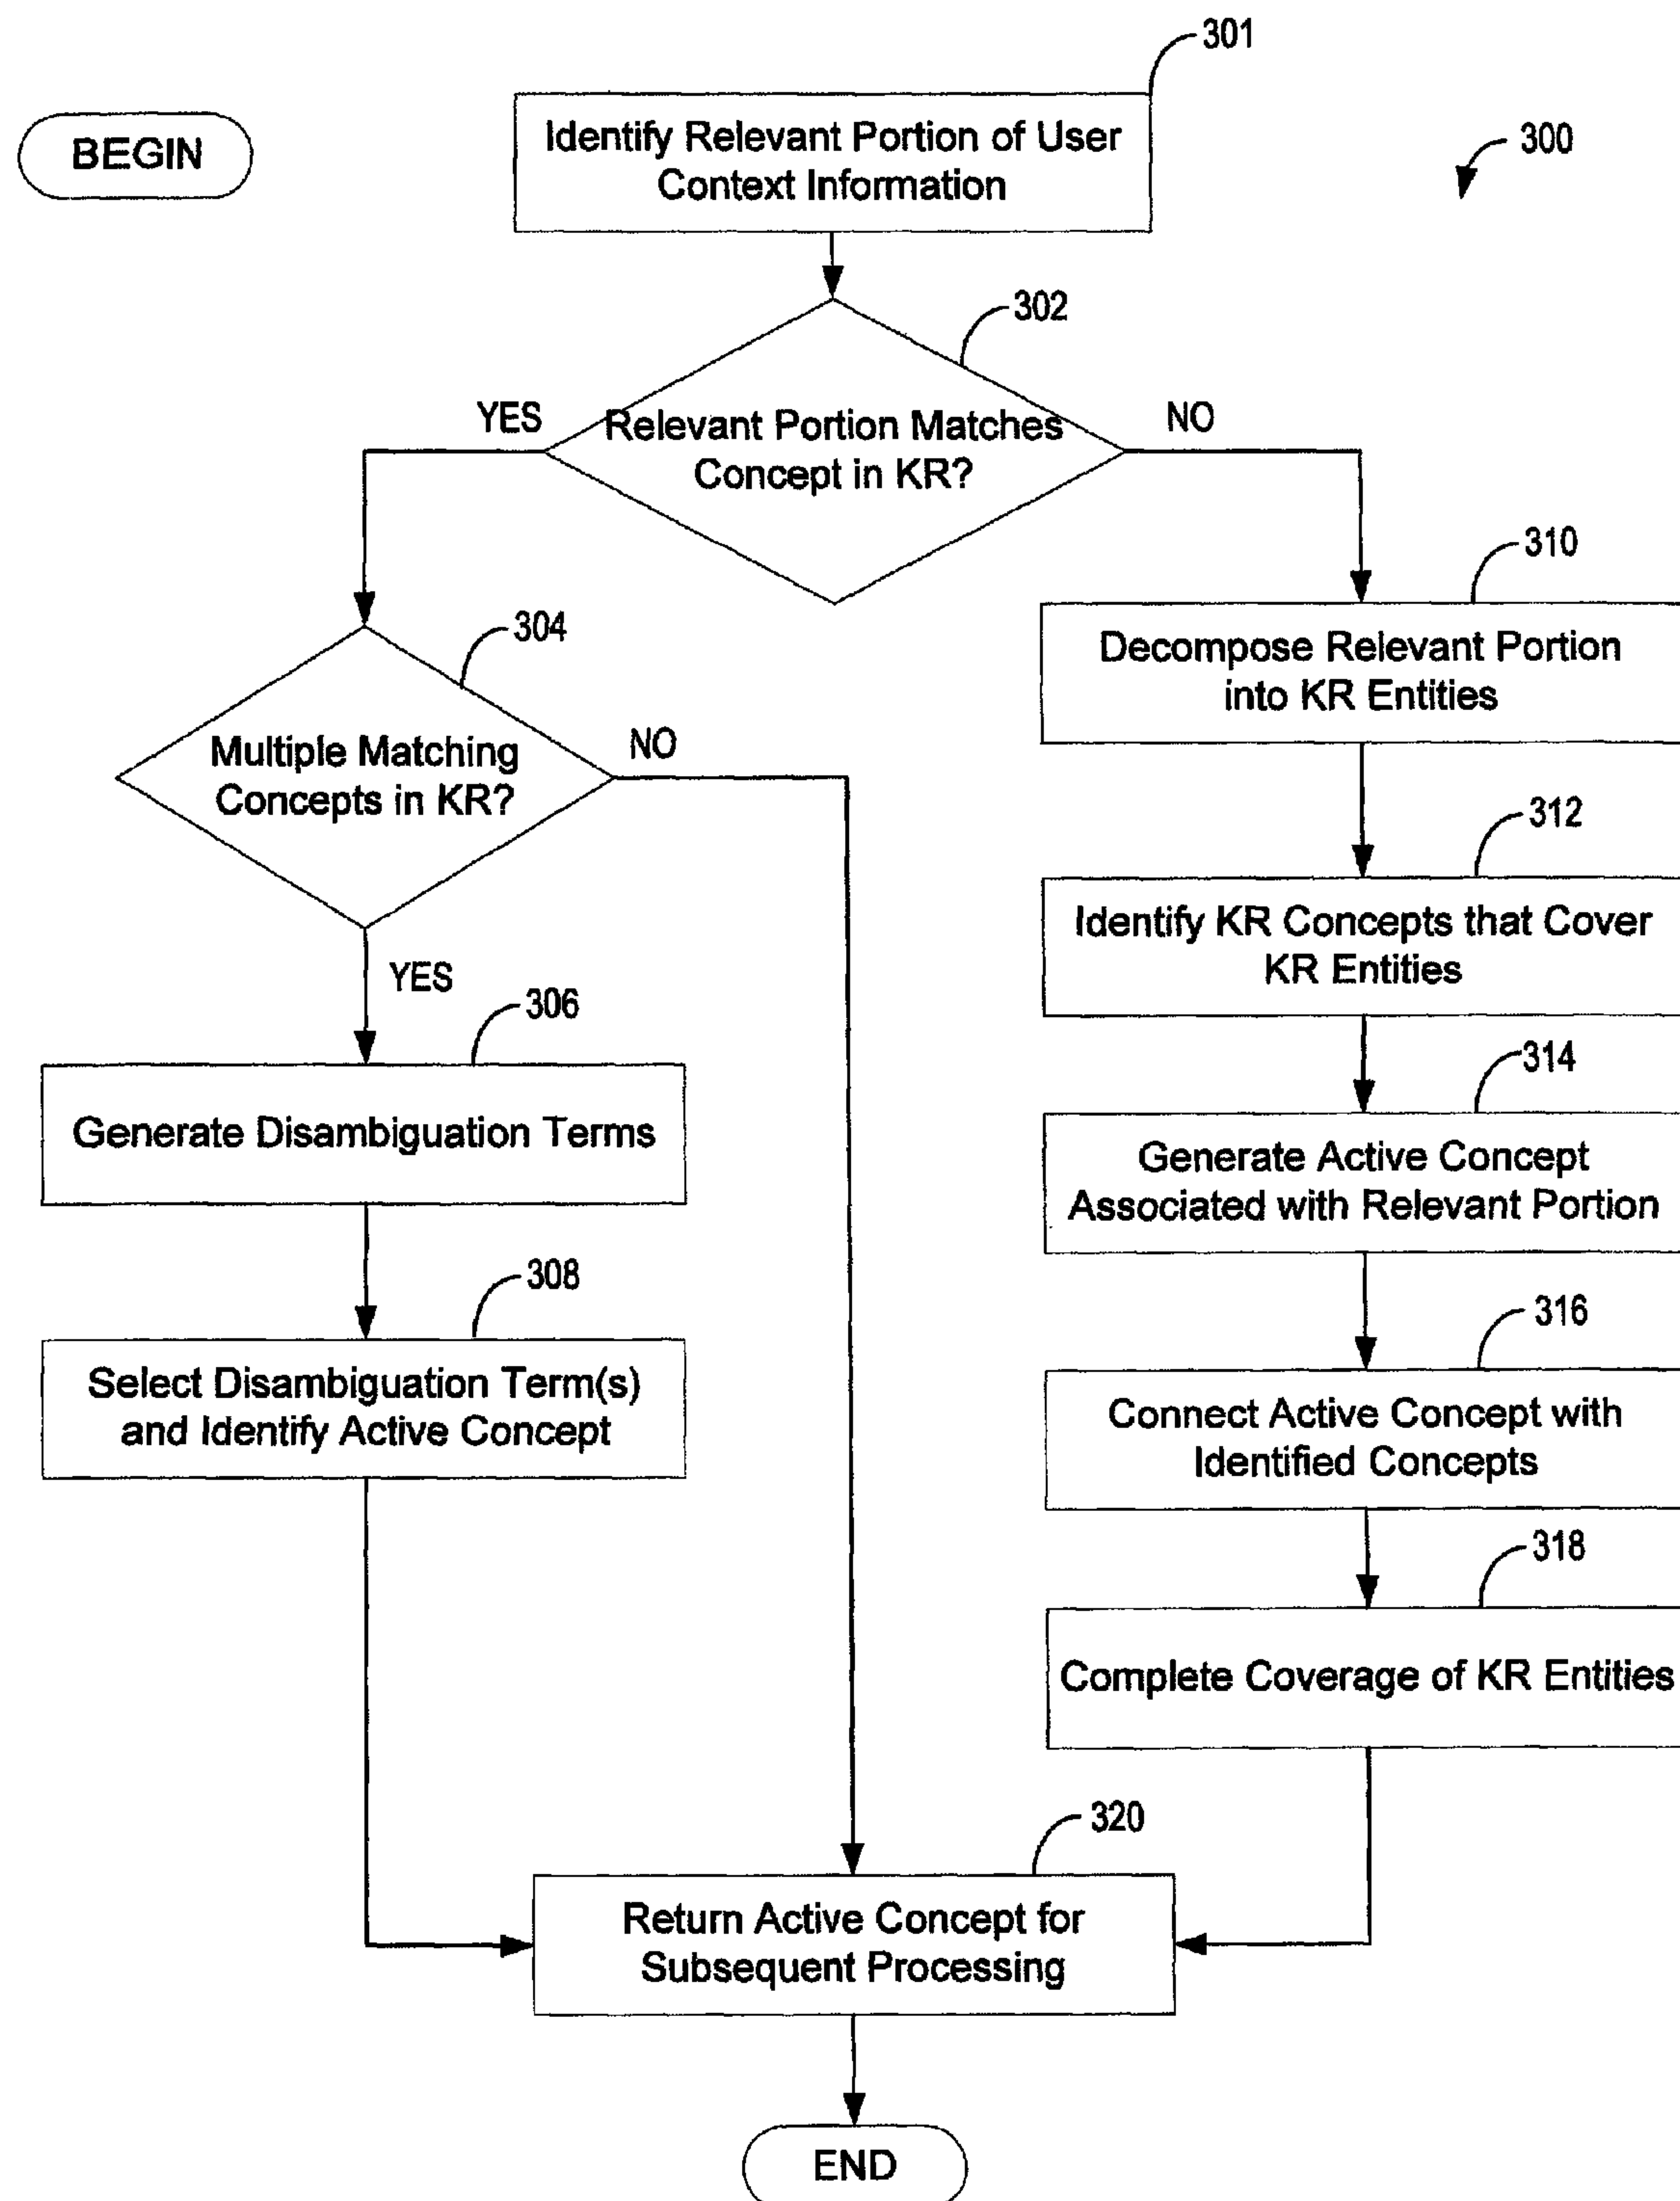 301
BEGIN
Identify Relevant Portion of User
Context Information
300
302
YES
Relevant Portion Matches
Concept in KR?
NO
310
Decompose Relevant Portion
into KR Entities
304
Multiple Matching
Concepts in KR?
NO
YES
312
Identify KR Concepts that Cover
KR Entities
306
Generate Disambiguation Terms
314
Generate Active Concept
Associated with Relevant Portion
308
Select Disambiguation Term(s)
and Identify Active Concept
316
Connect Active Concept with
Identified Concepts
318
Complete Coverage of KR Entities
320
Return Active Concept for
Subsequent Processing
END